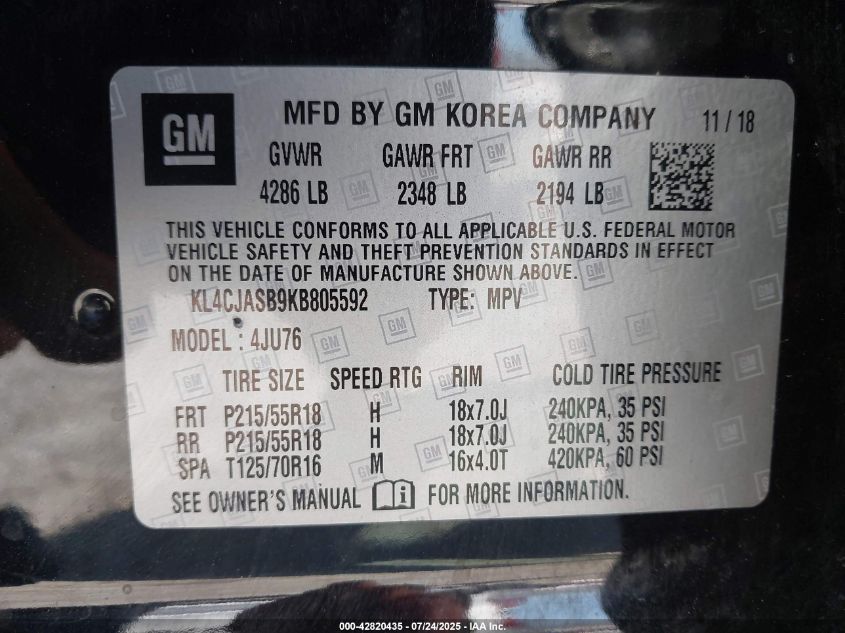 GM
MFD BY GM KOREA COMPANY 11 / 18
GVWR GAWR FRT GAWR RR
4286 LB 2348 LB 2194 LB
THIS VEHICLE CONFORMS TO ALL APPLICABLE U.S. FEDERAL MOTOR
VEHICLE SAFETY AND THEFT PREVENTION STANDARDS IN EFFECT
ON THE DATE OF MANUFACTURE SHOWN ABOVE.
KL4CJASB9KB805592 TYPE: MPV
MODEL : 4JU76
TIRE SIZE SPEED RTG RIM COLD TIRE PRESSURE
FRT P215/55R18 H 18x7.0J 240KPA, 35 PSI
RR P215/55R18 H 18x7.0J 240KPA, 35 PSI
SPA T125/70R16 M 16x4.0T 420KPA, 60 PSI
SEE OWNER'S MANUAL i FOR MORE INFORMATION.
000-42820435 - 07/24/2025 - IAA Inc.